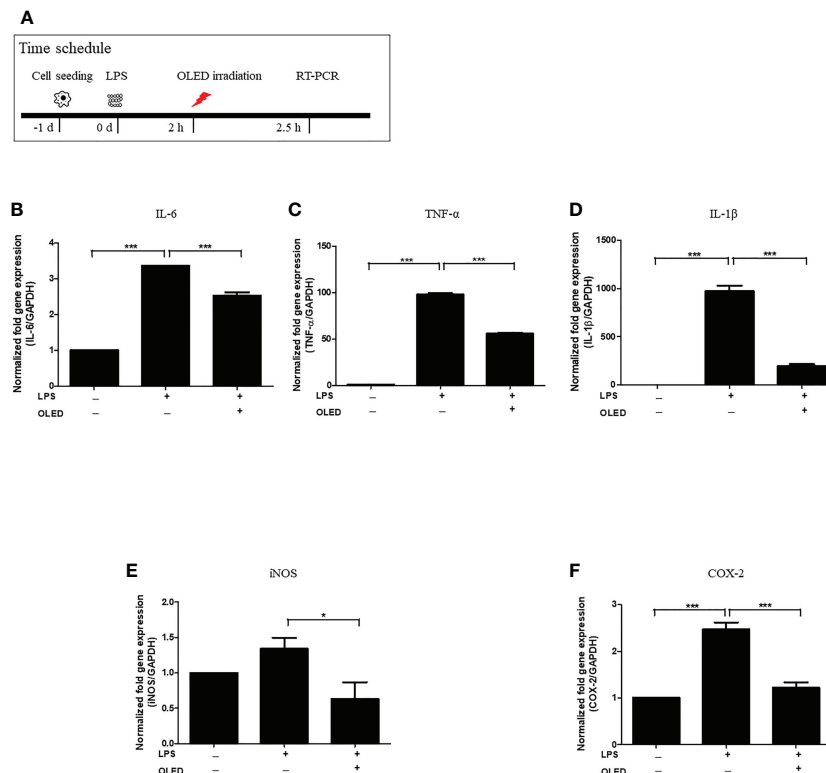 A
Time schedule
Cell seeding LPS OLED irradiation RT-PCR
-1 d 0 d 2 h 2.5 h
B
IL-6
Normalized fold gene expression
(IL-6/GAPDH)
4
3
2
1
0
*** ***
LPS — + +
OLED — — +
C
TNF-α
Normalized fold gene expression
(TNF-α/GAPDH)
150
100
50
0
*** ***
— + +
— — +
D
IL-1β
Normalized fold gene expression
(IL-1β/GAPDH)
1500
1000
500
0
*** ***
LPS — + +
OLED — — +
E
iNOS
Normalized fold gene expression
(iNOS/GAPDH)
2.0
1.5
1.0
0.5
0.0
*
LPS — + +
OLED — — +
F
COX-2
Normalized fold gene expression
(COX-2/GAPDH)
3
2
1
0
*** ***
LPS — + +
OLED — — +